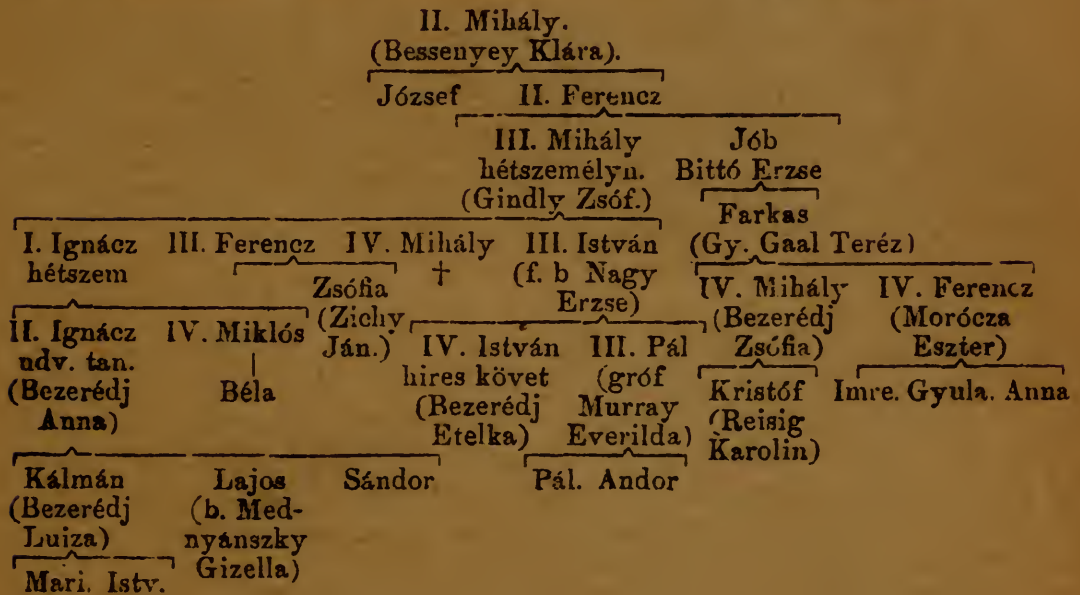 II. Mihály.
(Bessenyey Klára).
József II. Ferencz
III. Mihály Jób
hétszemélyn. Bittó Erzse
(Gindly Zsóf.) Farkas
I. Ignácz III. Ferencz IV. Mihály III. István (Gy. Gaal Teréz)
hétszem Zsófia † (f. b Nagy IV. Mihály IV. Ferencz
(Zichy Erzse) (Bezerédj (Morócza
II. Ignácz IV. Miklós Ján.) IV. István III. Pál Zsófia) Eszter)
udv. tan. hires követ (gróf Kristóf Imre. Gyula. Anna
(Bezerédj Béla (Bezerédj Murray (Reisig
Anna) Etelka) Everilda) Karolin)
Kálmán Lajos Sándor Pál. Andor
(Bezerédj (b. Med-
Luiza) nyánszky
Mari. Istv. Gizella)